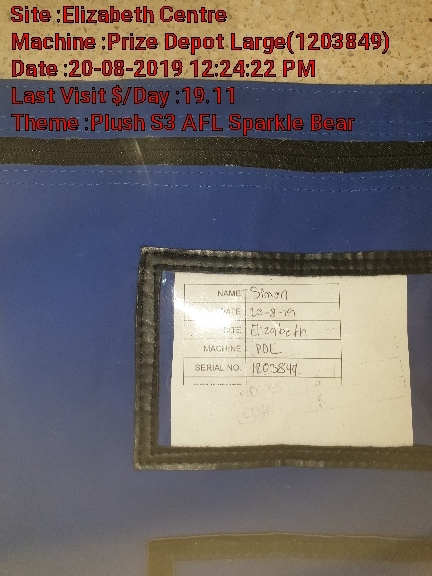 Site :Elizabeth Centre
Machine :Prize Depot Large(1203849)
Date :20-08-2019 12:24:22 PM
Last Visit $/Day :19.11
Theme :Plush S3 AFL Sparkle Bear
NAME Simon
DATE 20-8-19
SITE Elizabeth
MACHINE PDL
SERIAL NO. 1203849